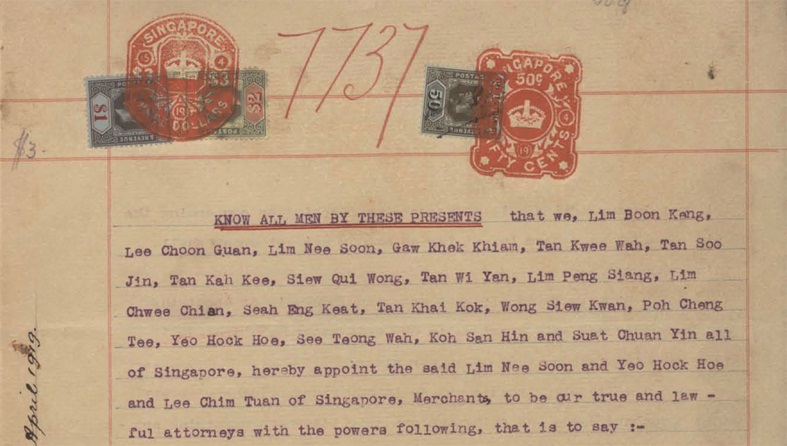 SINGAPORE
$3 $3
THREE DOLLARS
$1
$2
7737
50
SINGAPORE
50¢
FIFTY CENTS
$3-
KNOW ALL MEN BY THESE PRESENTS that we, Lim Boon Keng,
Lee Choon Guan, Lim Nee Soon, Gaw Khek Khiam, Tan Kwee Wah, Tan Soo
Jin, Tan Kah Kee, Siew Qui Wong, Tan Wi Yan, Lim Peng Siang, Lim
Chwee Chian, Seah Eng Keat, Tan Khai Kok, Wong Siew Kwan, Poh Cheng
Tee, Yeo Hock Hoe, See Teong Wah, Koh San Hin and Suat Chuan Yin all
of Singapore, hereby appoint the said Lim Nee Soon and Yeo Hock Hoe
and Lee Chim Tuan of Singapore, Merchants, to be our true and law -
ful attorneys with the powers following, that is to say :-
April 1919.